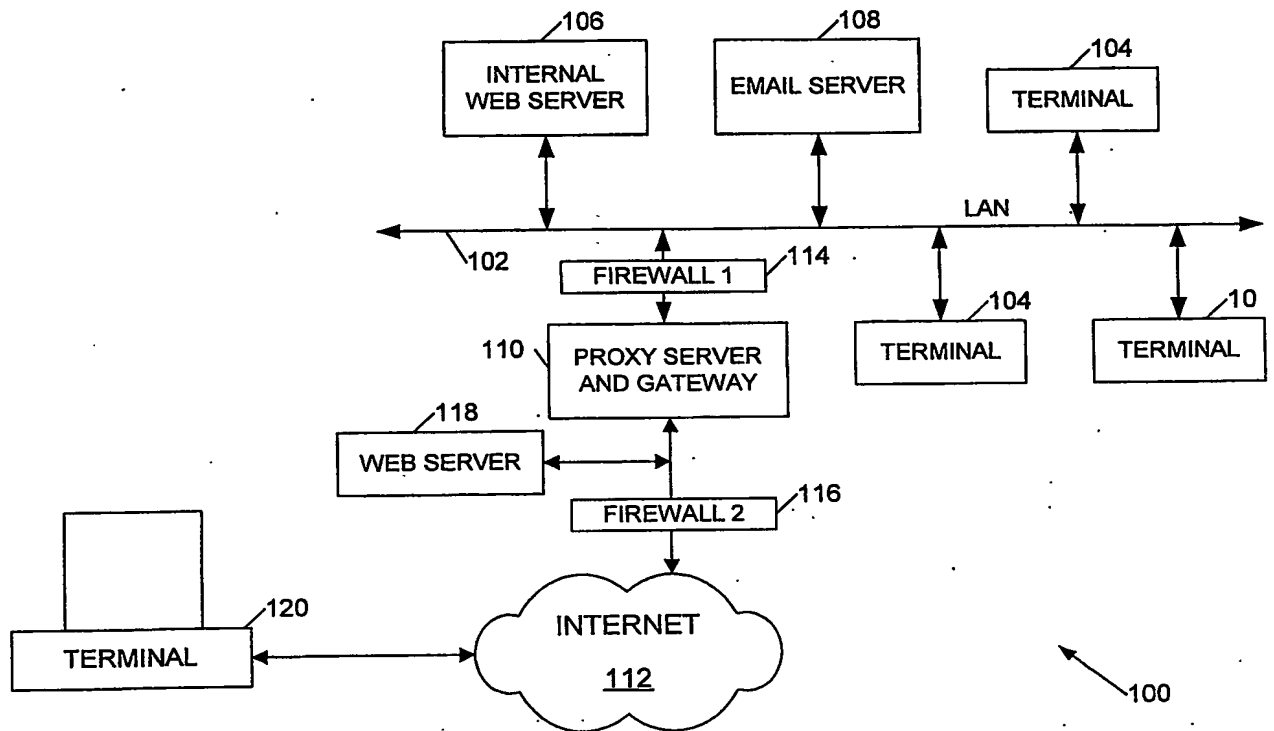 106
108
104
INTERNAL
WEB SERVER
EMAIL SERVER
TERMINAL
LAN
102
FIREWALL 1
114
110
PROXY SERVER
AND GATEWAY
104
TERMINAL
10
TERMINAL
118
WEB SERVER
FIREWALL 2
116
120
TERMINAL
INTERNET
112
100